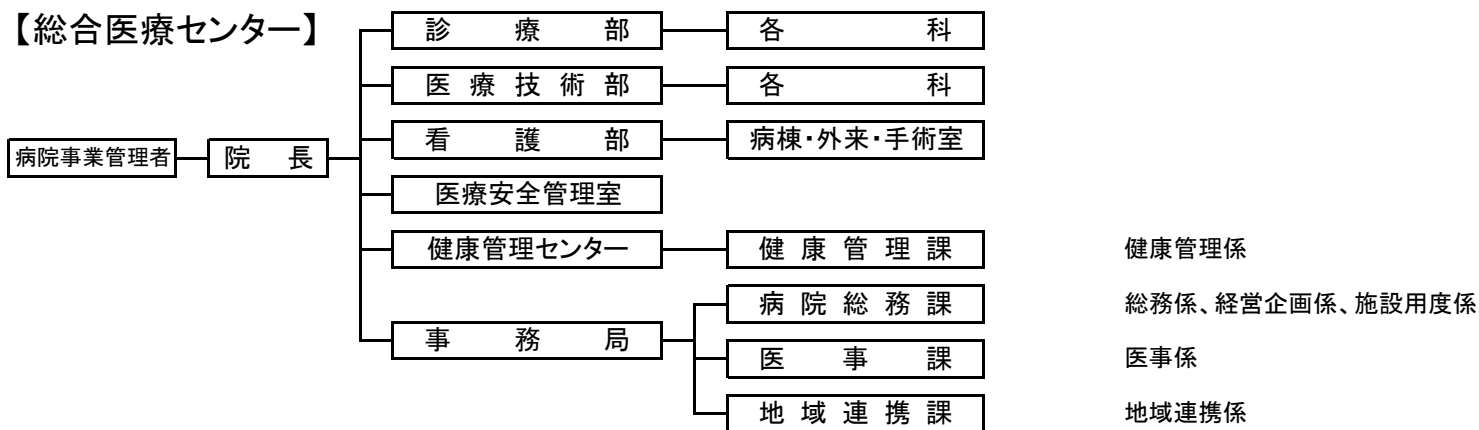 【総合医療センター】
診療部 各科
医療技術部 各科
看護部 病棟・外来・手術室
病院事業管理者 院長
医療安全管理室
健康管理センター 健康管理課 健康管理係
病院総務課 総務係、経営企画係、施設用度係
事務局
医事課 医事係
地域連携課 地域連携係